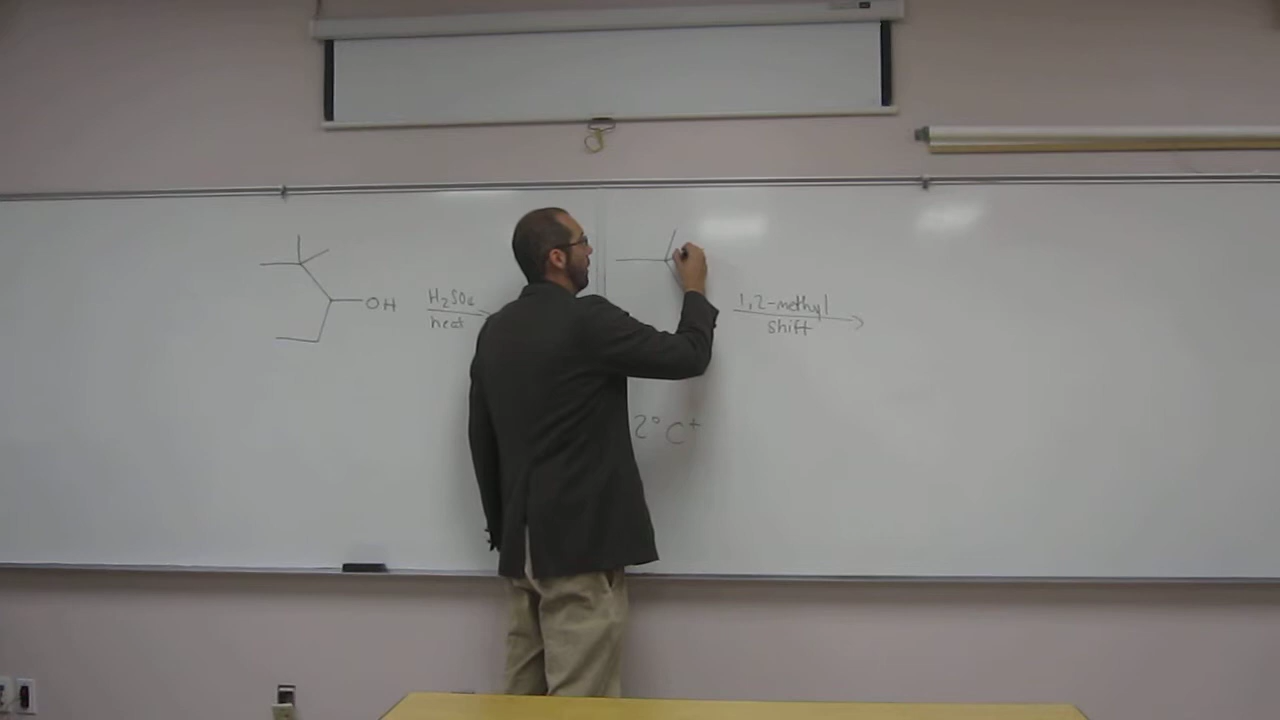 OH
H₂SO₄
heat
2° C⁺
1,2-methyl
shift